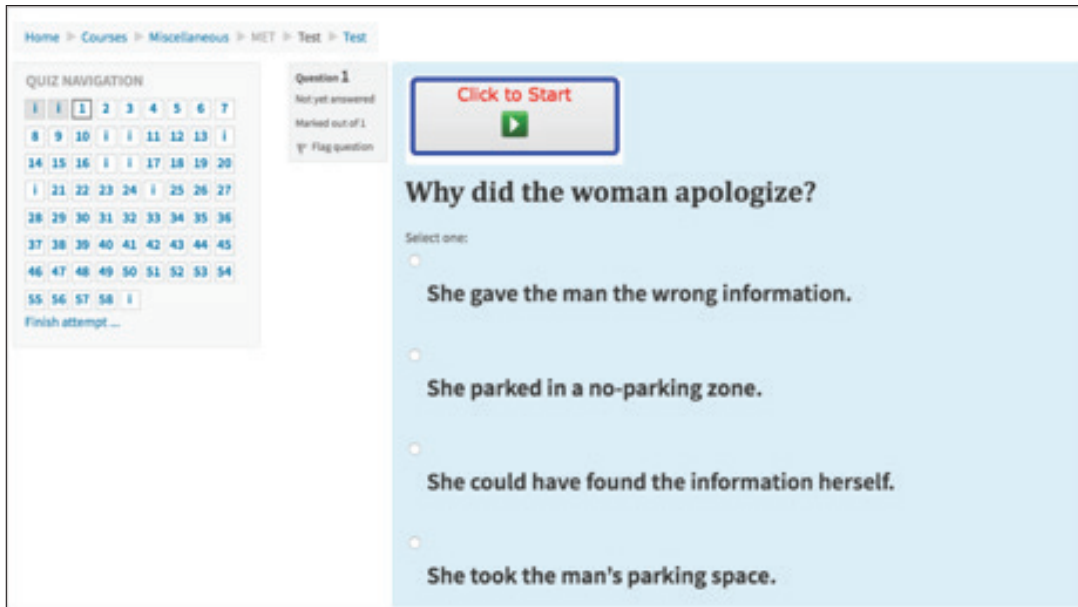 Home Courses Miscellaneous MET Test Test
QUIZ NAVIGATION
i i 1 2 3 4 5 6 7
8 9 10 i i 11 12 13 i
14 15 16 i i 17 18 19 20
i 21 22 23 24 i 25 26 27
28 29 30 31 32 33 34 35 36
37 38 39 40 41 42 43 44 45
46 47 48 49 50 51 52 53 54
55 56 57 58 i
Finish attempt ...
Question 1
Not yet answered
Marked out of 1
Flag question
Click to Start
Why did the woman apologize?
Select one:
She gave the man the wrong information.
She parked in a no-parking zone.
She could have found the information herself.
She took the man's parking space.